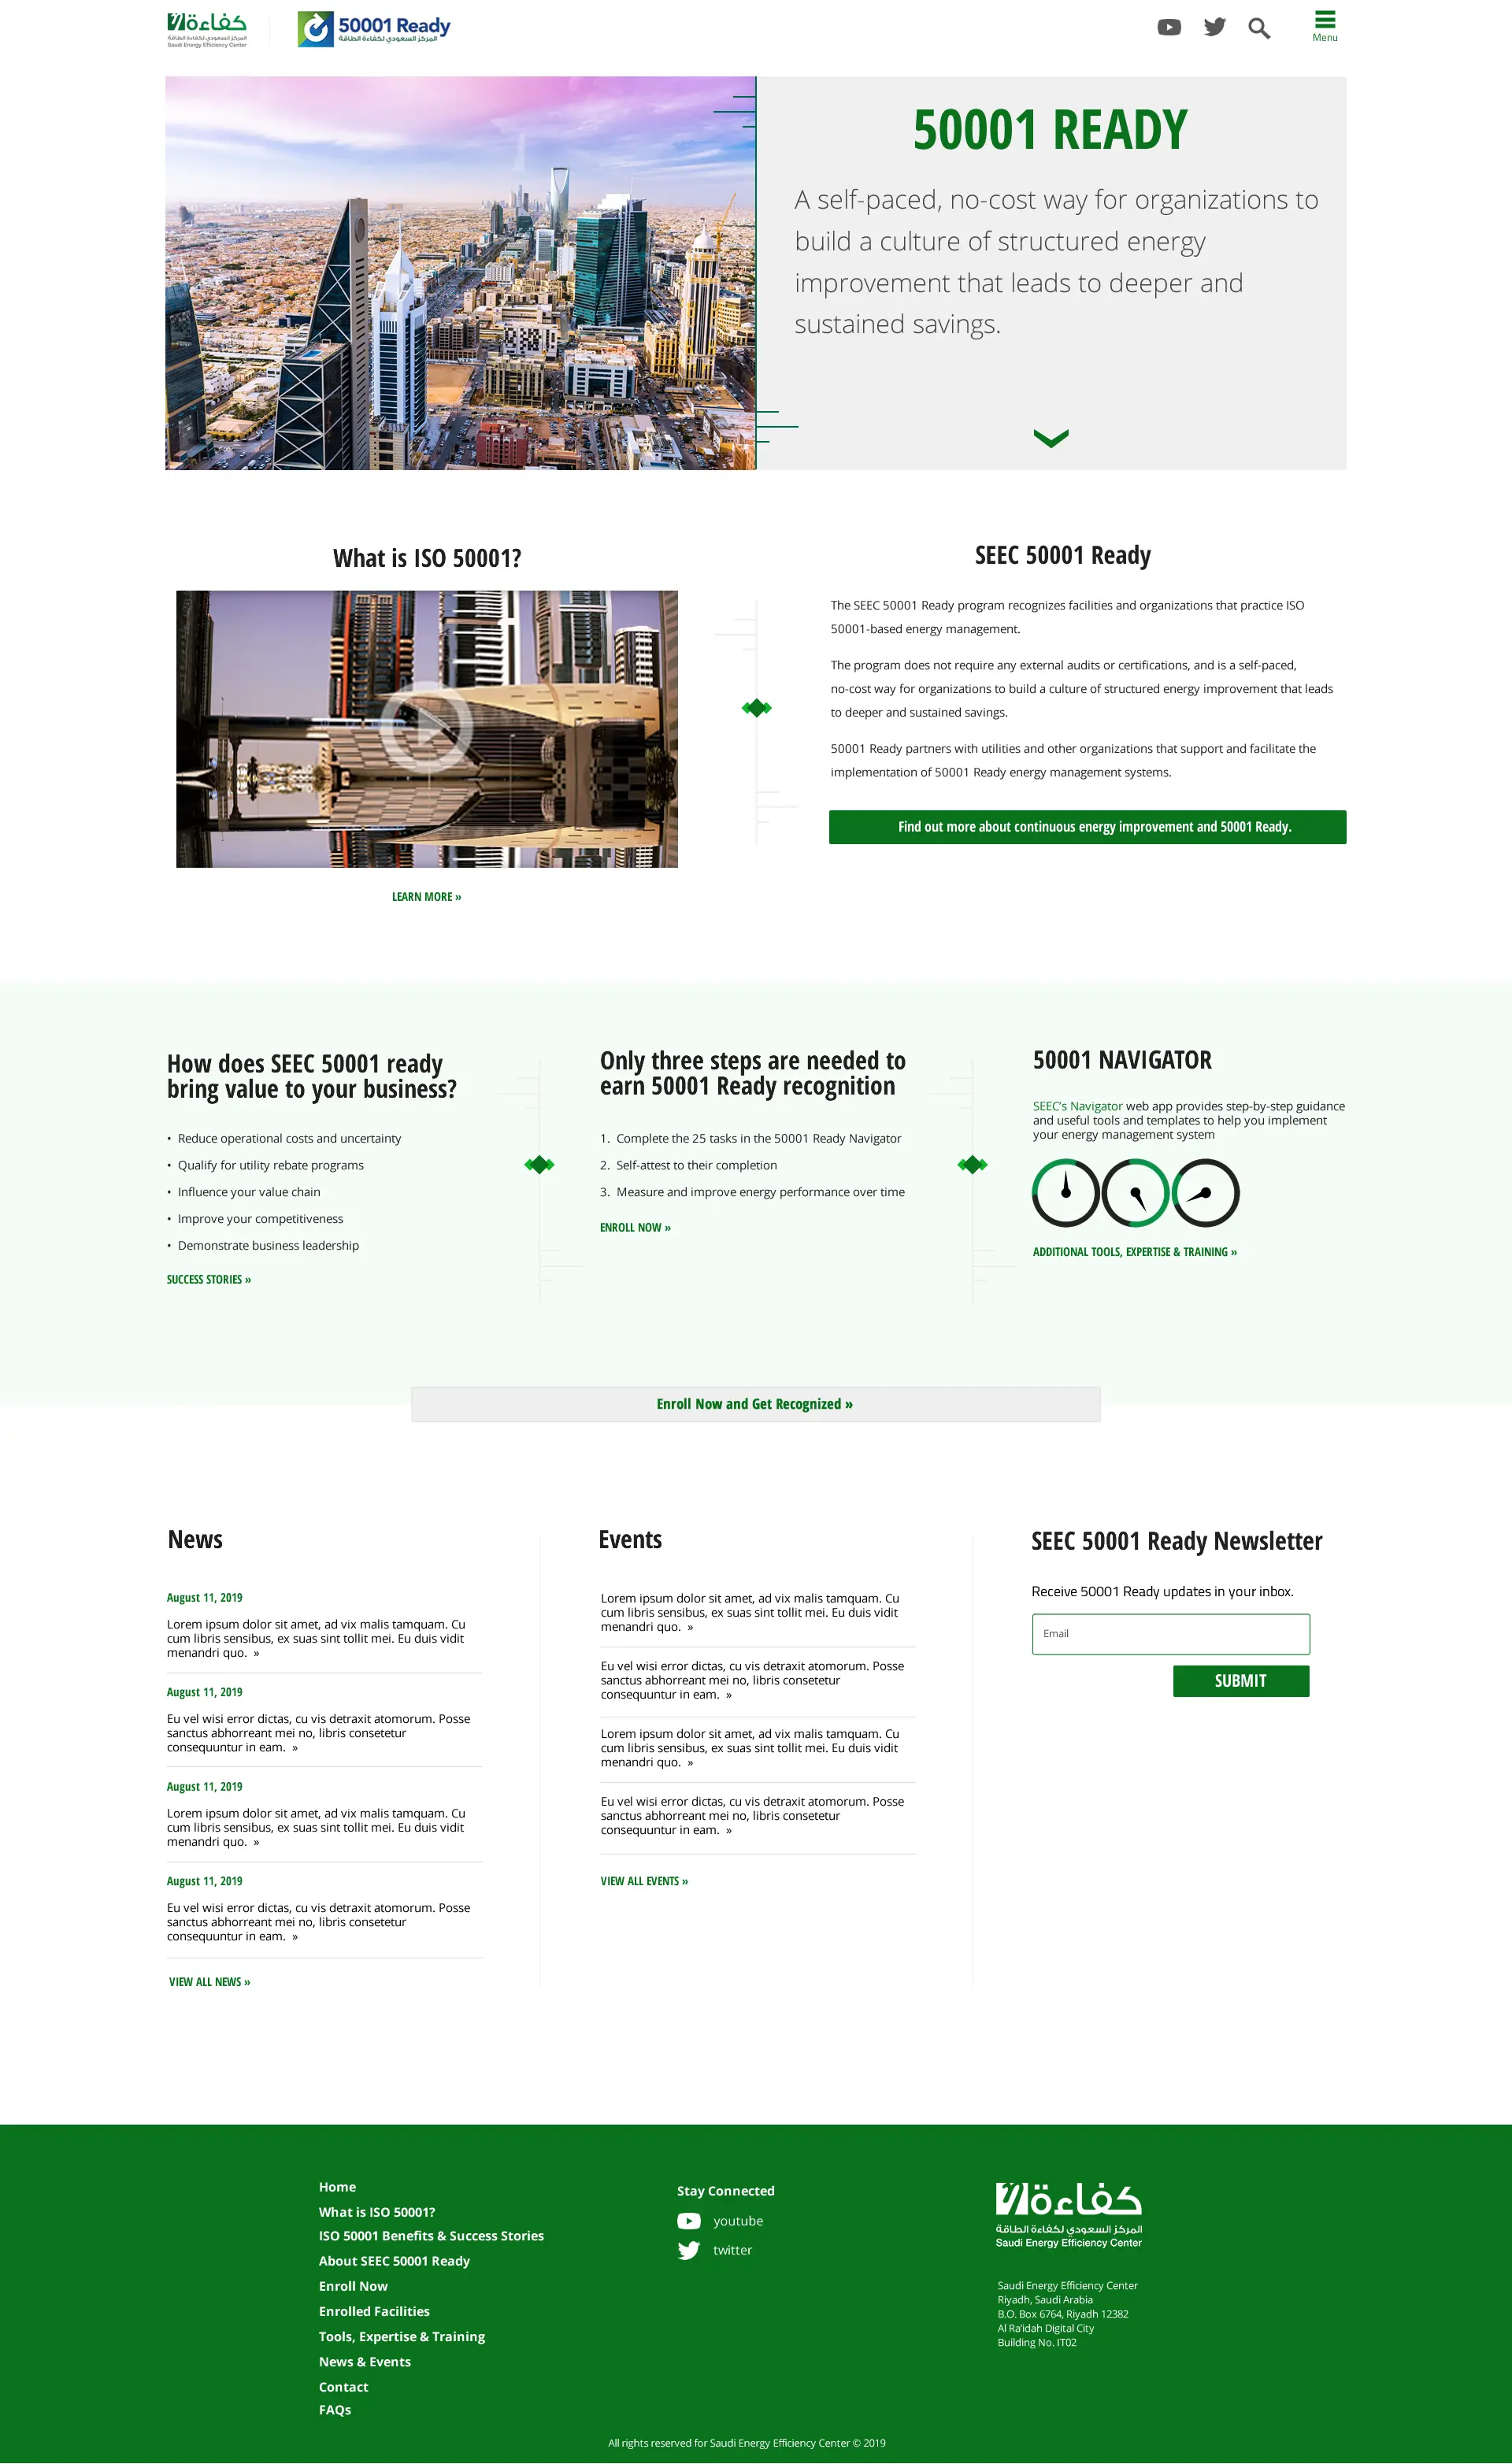 كفاءة
المركز السعودي لكفاءة الطاقة
Saudi Energy Efficiency Center
50001 Ready
المركز السعودي لكفاءة الطاقة
Menu
50001 READY
A self-paced, no-cost way for organizations to
build a culture of structured energy
improvement that leads to deeper and
sustained savings.
What is ISO 50001?
LEARN MORE »
SEEC 50001 Ready
The SEEC 50001 Ready program recognizes facilities and organizations that practice ISO
50001-based energy management.
The program does not require any external audits or certifications, and is a self-paced,
no-cost way for organizations to build a culture of structured energy improvement that leads
to deeper and sustained savings.
50001 Ready partners with utilities and other organizations that support and facilitate the
implementation of 50001 Ready energy management systems.
Find out more about continuous energy improvement and 50001 Ready.
How does SEEC 50001 ready
bring value to your business?
• Reduce operational costs and uncertainty
• Qualify for utility rebate programs
• Influence your value chain
• Improve your competitiveness
• Demonstrate business leadership
SUCCESS STORIES »
Only three steps are needed to
earn 50001 Ready recognition
1. Complete the 25 tasks in the 50001 Ready Navigator
2. Self-attest to their completion
3. Measure and improve energy performance over time
ENROLL NOW »
50001 NAVIGATOR
SEEC's Navigator web app provides step-by-step guidance
and useful tools and templates to help you implement
your energy management system
ADDITIONAL TOOLS, EXPERTISE & TRAINING »
Enroll Now and Get Recognized »
News
August 11, 2019
Lorem ipsum dolor sit amet, ad vix malis tamquam. Cu
cum libris sensibus, ex suas sint tollit mei. Eu duis vidit
menandri quo. »
August 11, 2019
Eu vel wisi error dictas, cu vis detraxit atomorum. Posse
sanctus abhorreant mei no, libris consetetur
consequuntur in eam. »
August 11, 2019
Lorem ipsum dolor sit amet, ad vix malis tamquam. Cu
cum libris sensibus, ex suas sint tollit mei. Eu duis vidit
menandri quo. »
August 11, 2019
Eu vel wisi error dictas, cu vis detraxit atomorum. Posse
sanctus abhorreant mei no, libris consetetur
consequuntur in eam. »
VIEW ALL NEWS »
Events
Lorem ipsum dolor sit amet, ad vix malis tamquam. Cu
cum libris sensibus, ex suas sint tollit mei. Eu duis vidit
menandri quo. »
Eu vel wisi error dictas, cu vis detraxit atomorum. Posse
sanctus abhorreant mei no, libris consetetur
consequuntur in eam. »
Lorem ipsum dolor sit amet, ad vix malis tamquam. Cu
cum libris sensibus, ex suas sint tollit mei. Eu duis vidit
menandri quo. »
Eu vel wisi error dictas, cu vis detraxit atomorum. Posse
sanctus abhorreant mei no, libris consetetur
consequuntur in eam. »
VIEW ALL EVENTS »
SEEC 50001 Ready Newsletter
Receive 50001 Ready updates in your inbox.
Email
SUBMIT
Home
What is ISO 50001?
ISO 50001 Benefits & Success Stories
About SEEC 50001 Ready
Enroll Now
Enrolled Facilities
Tools, Expertise & Training
News & Events
Contact
FAQs
Stay Connected
youtube
twitter
كفاءة
المركز السعودي لكفاءة الطاقة
Saudi Energy Efficiency Center
Saudi Energy Efficiency Center
Riyadh, Saudi Arabia
B.O. Box 6764, Riyadh 12382
Al Ra'idah Digital City
Building No. IT02
All rights reserved for Saudi Energy Efficiency Center © 2019